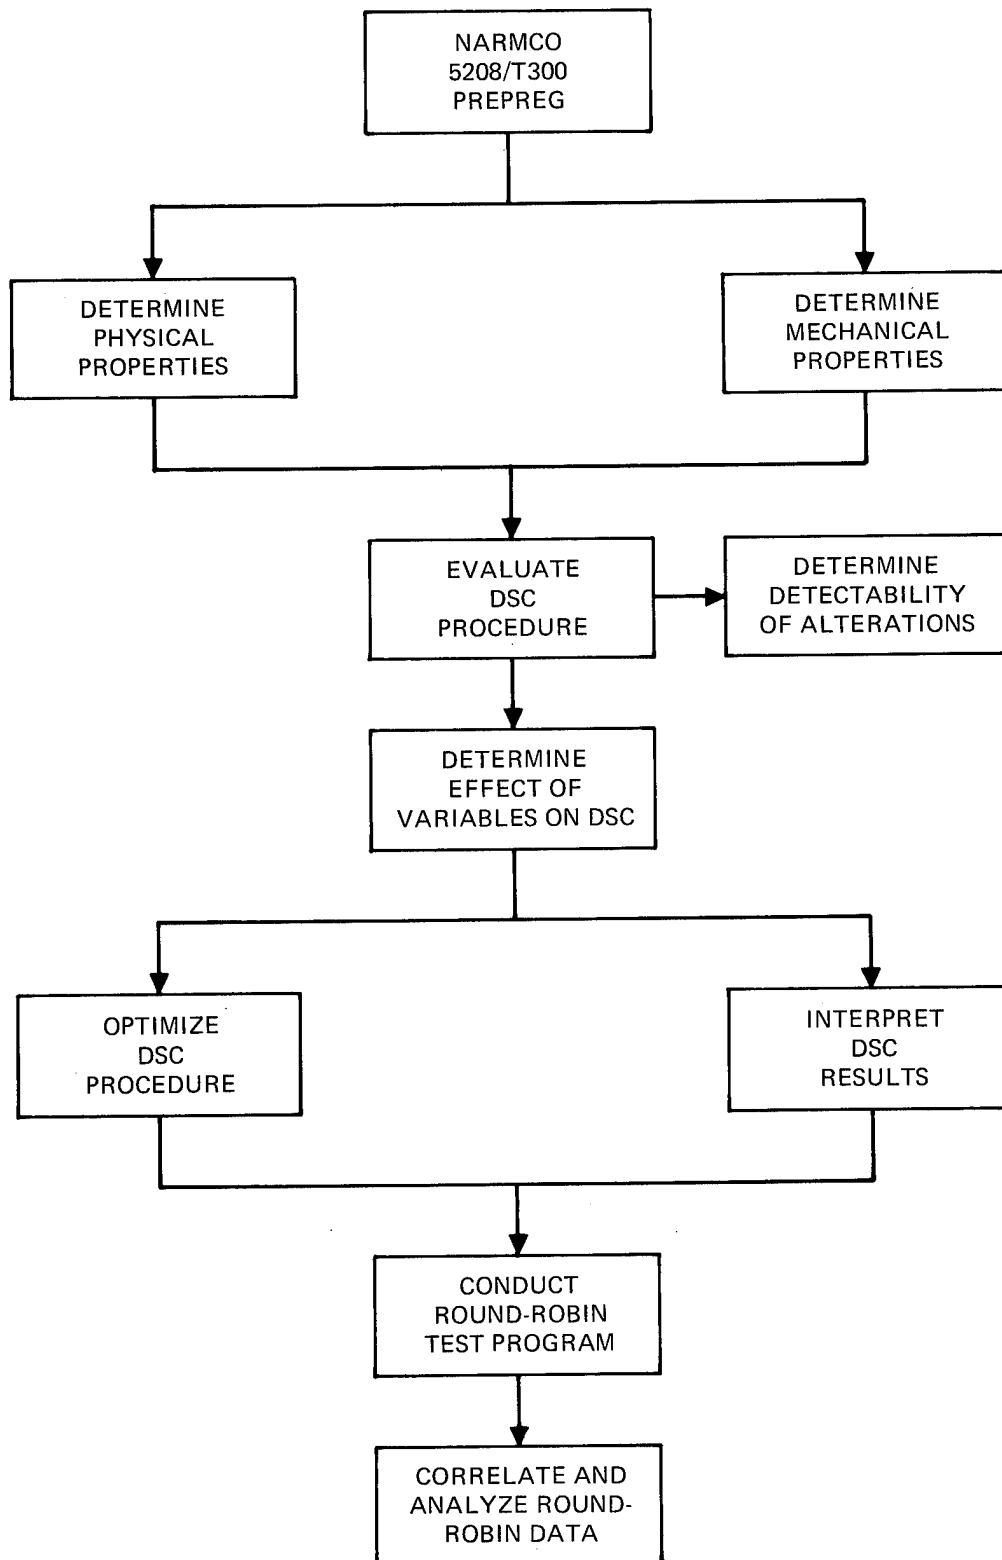 NARMCO
5208/T300
PREPREG
DETERMINE
PHYSICAL
PROPERTIES
DETERMINE
MECHANICAL
PROPERTIES
EVALUATE
DSC
PROCEDURE
DETERMINE
DETECTABILITY
OF ALTERATIONS
DETERMINE
EFFECT OF
VARIABLES ON DSC
OPTIMIZE
DSC
PROCEDURE
INTERPRET
DSC
RESULTS
CONDUCT
ROUND-ROBIN
TEST PROGRAM
CORRELATE AND
ANALYZE ROUND-
ROBIN DATA